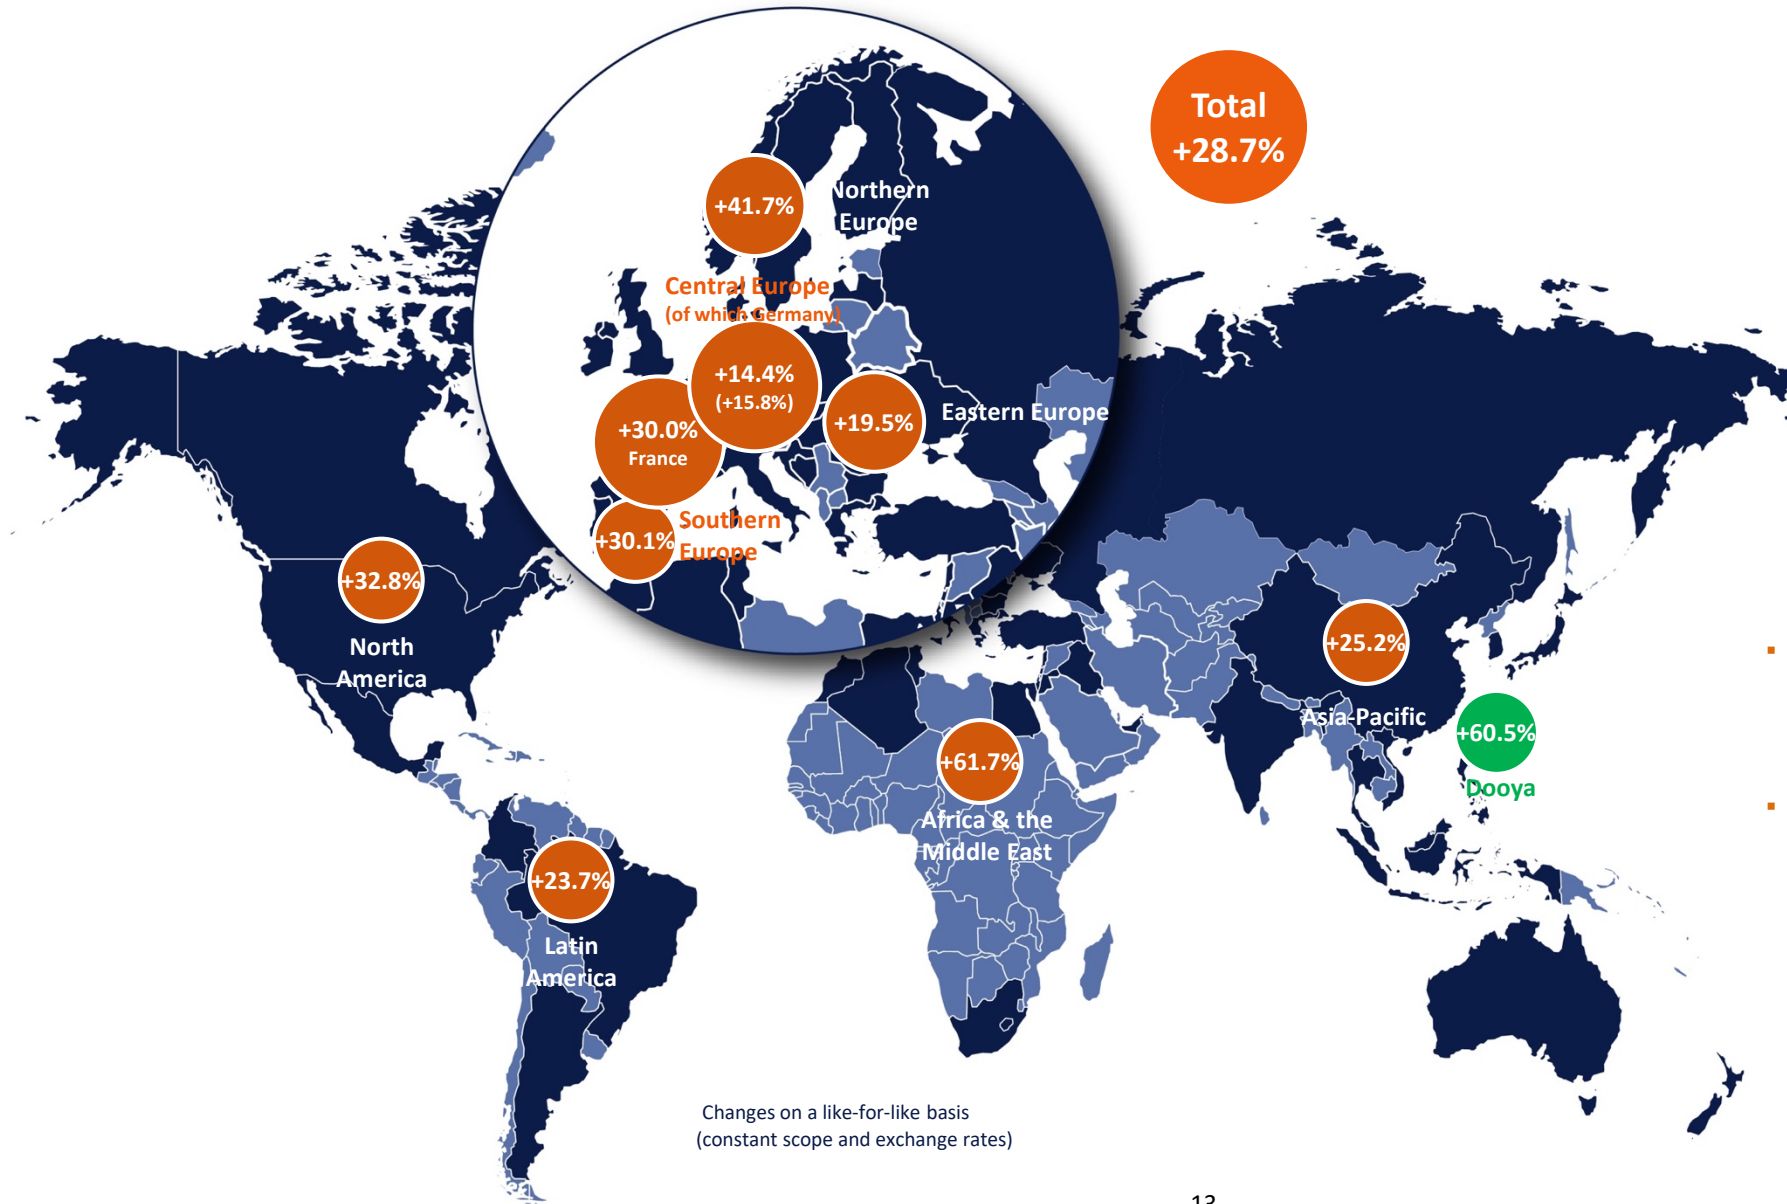 Total
+28.7%
+41.7%
Northern
Europe
Central Europe
(of which Germany)
+14.4%
(+15.8%)
+30.0%
France
+19.5%
Eastern Europe
+30.1%
Southern
Europe
+32.8%
North
America
+25.2%
Asia-Pacific
+60.5%
Dooya
+61.7%
Africa & the
Middle East
+23.7%
Latin
America
Changes on a like-for-like basis
(constant scope and exchange rates)
13